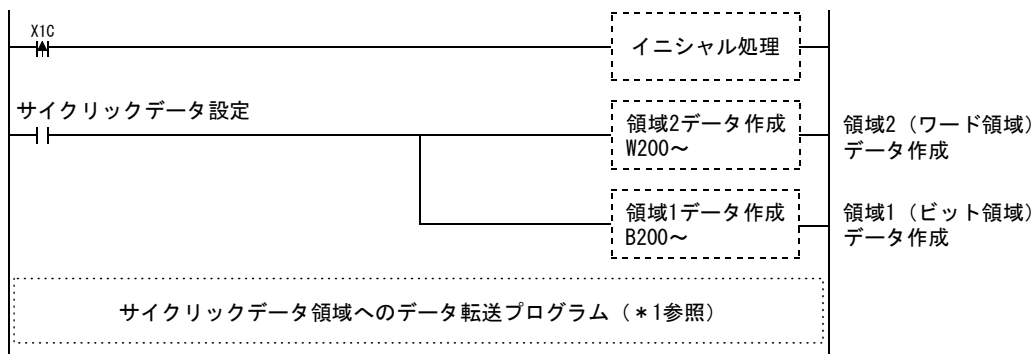 X1C
イニシャル処理
サイクリックデータ設定
領域2データ作成
W200～
領域2（ワード領域）
データ作成
領域1データ作成
B200～
領域1（ビット領域）
データ作成
サイクリックデータ領域へのデータ転送プログラム（＊1参照）